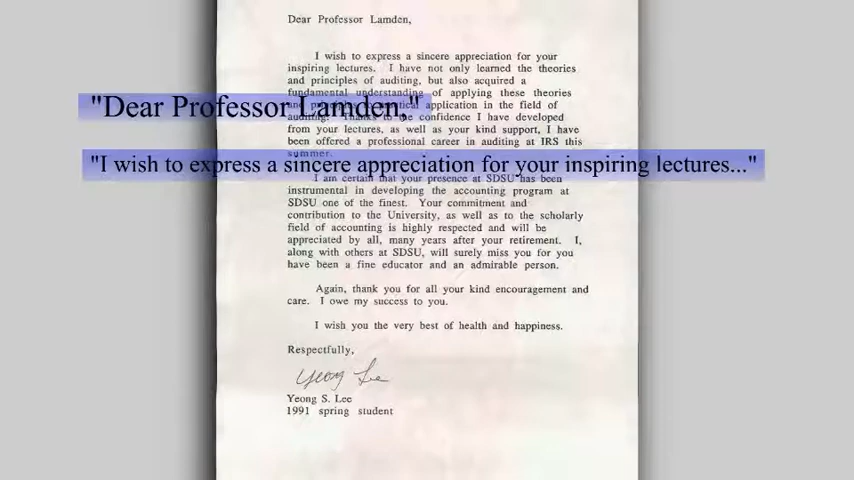 Dear Professor Lamden,
I wish to express a sincere appreciation for your
inspiring lectures. I have not only learned the theories
and principles of auditing, but also acquired a
fundamental understanding of applying these theories
"Dear Professor Lamden,"
and principles to practical application in the field of
auditing. Thanks to the confidence I have developed
from your lectures, as well as your kind support, I have
been offered a professional career in auditing at IRS this
summer.
"I wish to express a sincere appreciation for your inspiring lectures..."
I am certain that your presence at SDSU has been
instrumental in developing the accounting program at
SDSU one of the finest. Your commitment and
contribution to the University, as well as to the scholarly
field of accounting is highly respected and will be
appreciated by all, many years after your retirement. I,
along with others at SDSU, will surely miss you for you
have been a fine educator and an admirable person.
Again, thank you for all your kind encouragement and
care. I owe my success to you.
I wish you the very best of health and happiness.
Respectfully,
Yeong Lee
Yeong S. Lee
1991 spring student